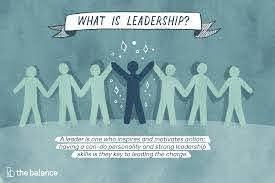 WHAT IS LEADERSHIP?
A leader is one who inspires and motivates action;
having a can-do personality and strong leadership
skills is they key to leading the charge.
the balance